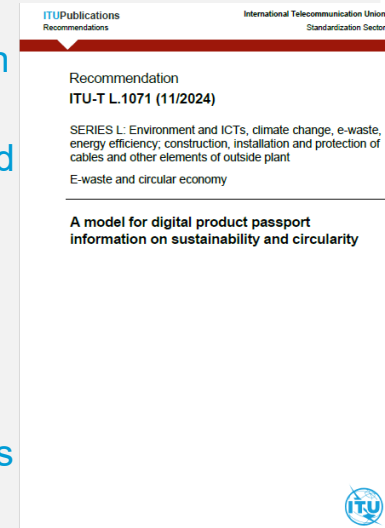 ITUPublications
International Telecommunication Union
Recommendations
Standardization Sector
Recommendation
ITU-T L.1071 (11/2024)
SERIES L: Environment and ICTs, climate change, e-waste,
energy efficiency; construction, installation and protection of
cables and other elements of outside plant
E-waste and circular economy
A model for digital product passport
information on sustainability and circularity
ITU